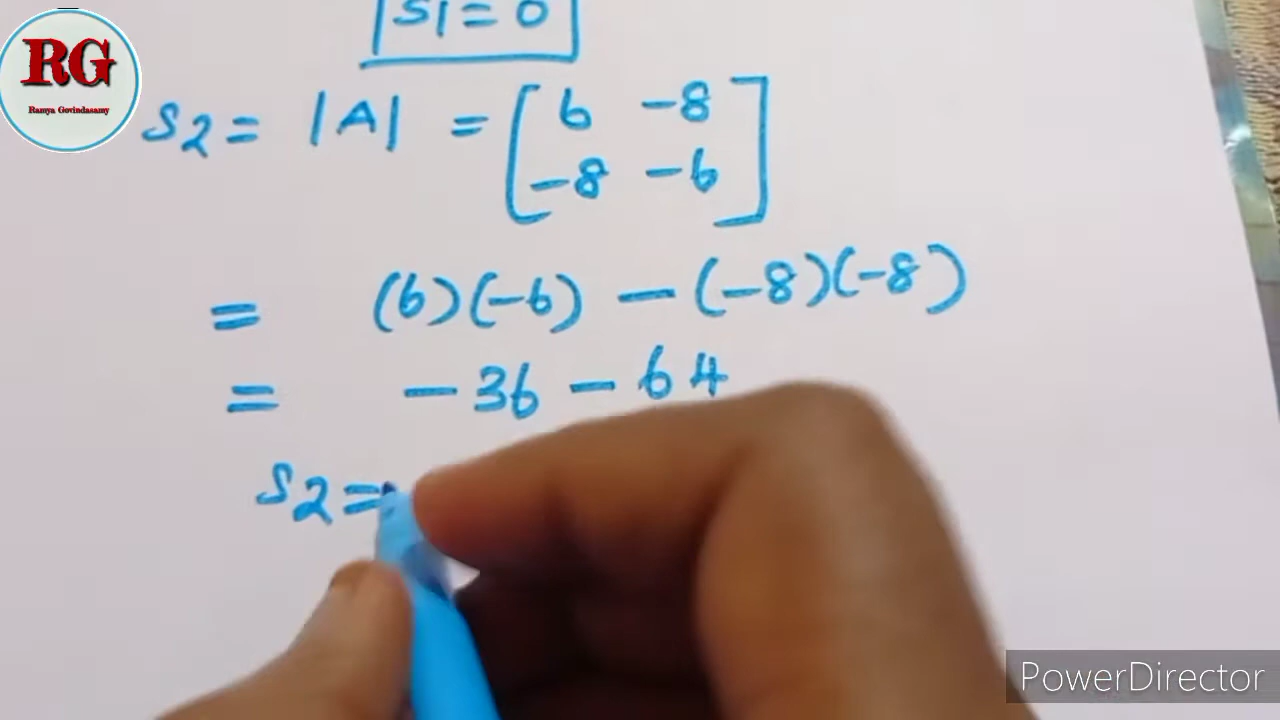 S1 = 0
RG
Ramya Govindasamy
S2 = |A| = [ 6 -8
-8 -6 ]
= (6)(-6) - (-8)(-8)
= -36 - 64
S2 =
PowerDirector